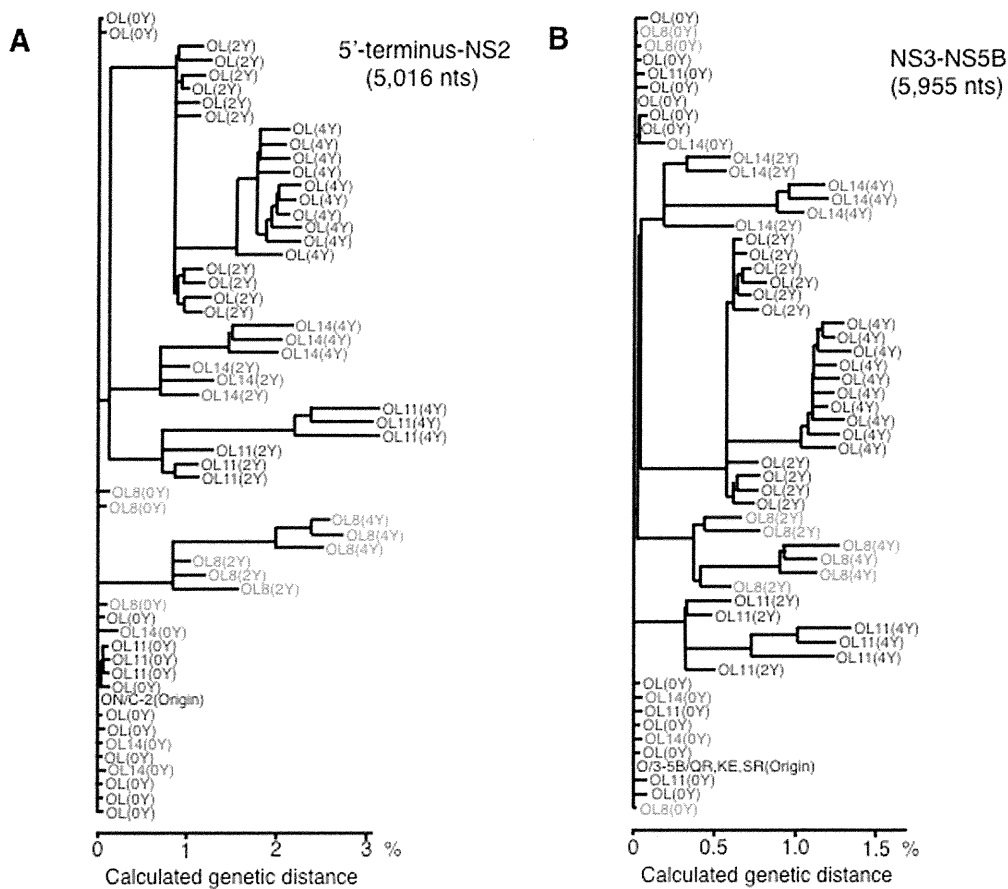 A
5'-terminus-NS2
(5,016 nts)
OL(0Y)
OL(0Y)
OL(2Y)
OL(2Y)
OL(2Y)
OL(2Y)
OL(2Y)
OL(2Y)
OL(4Y)
OL(4Y)
OL(4Y)
OL(4Y)
OL(4Y)
OL(4Y)
OL(4Y)
OL(4Y)
OL(4Y)
OL(4Y)
OL(2Y)
OL(2Y)
OL(2Y)
OL(2Y)
OL14(4Y)
OL14(4Y)
OL14(4Y)
OL14(2Y)
OL14(2Y)
OL14(2Y)
OL11(4Y)
OL11(4Y)
OL11(4Y)
OL11(2Y)
OL11(2Y)
OL11(2Y)
OL8(0Y)
OL8(0Y)
OL8(4Y)
OL8(4Y)
OL8(4Y)
OL8(2Y)
OL8(2Y)
OL8(2Y)
OL8(0Y)
OL(0Y)
OL14(0Y)
OL11(0Y)
OL11(0Y)
OL11(0Y)
OL(0Y)
ON/C-2(Origin)
OL(0Y)
OL(0Y)
OL14(0Y)
OL(0Y)
OL14(0Y)
OL(0Y)
OL(0Y)
OL(0Y)
0 1 2 3 %
Calculated genetic distance
B
NS3-NS5B
(5,955 nts)
OL(0Y)
OL8(0Y)
OL8(0Y)
OL(0Y)
OL11(0Y)
OL(0Y)
OL(0Y)
OL(0Y)
OL(0Y)
OL14(0Y)
OL14(2Y)
OL14(2Y)
OL14(4Y)
OL14(4Y)
OL14(4Y)
OL14(2Y)
OL(2Y)
OL(2Y)
OL(2Y)
OL(2Y)
OL(2Y)
OL(2Y)
OL(4Y)
OL(4Y)
OL(4Y)
OL(4Y)
OL(4Y)
OL(4Y)
OL(4Y)
OL(4Y)
OL(4Y)
OL(4Y)
OL(2Y)
OL(2Y)
OL(2Y)
OL(2Y)
OL8(2Y)
OL8(2Y)
OL8(4Y)
OL8(4Y)
OL8(4Y)
OL8(2Y)
OL11(2Y)
OL11(2Y)
OL11(4Y)
OL11(4Y)
OL11(4Y)
OL11(2Y)
OL(0Y)
OL14(0Y)
OL11(0Y)
OL(0Y)
OL14(0Y)
OL(0Y)
O/3-5B/QR,KE,SR(Origin)
OL11(0Y)
OL(0Y)
OL8(0Y)
0 0.5 1.0 1.5 %
Calculated genetic distance